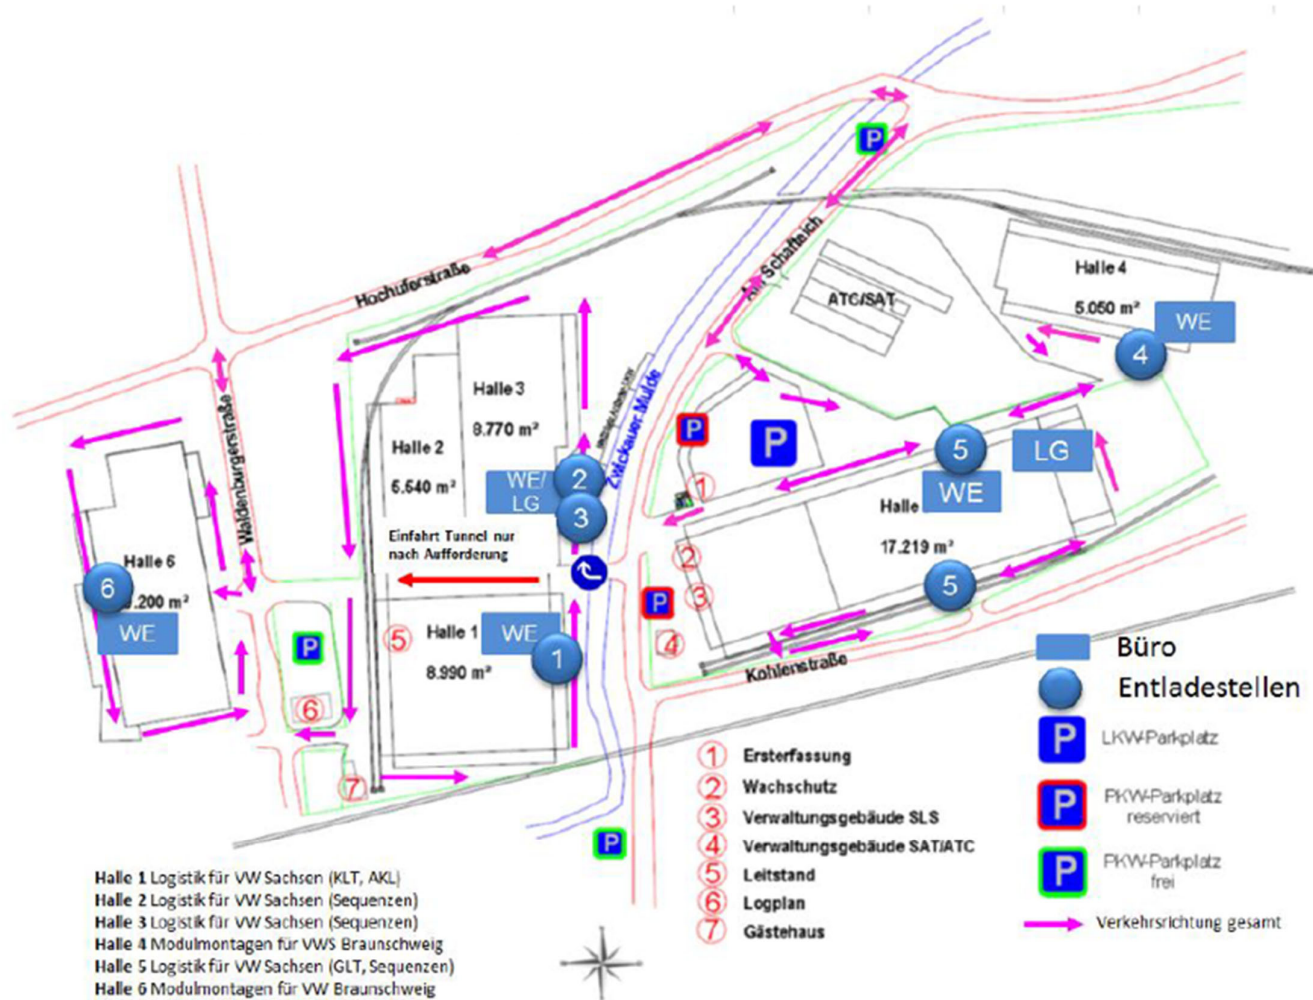 P
Am Schafteich
Hochuferstraße
Halle 4
5.050 m²
WE
4
ATC/SAT
Zwickauer Mulde
Waldenburgerstraße
Halle 3
8.770 m²
Halle 2
5.540 m²
WE/
LG
2
3
P
P
1
5
WE
LG
Halle
17.219 m²
5
Einfahrt Tunnel nur
nach Aufforderung
2
3
P
4
Kohlenstraße
Halle 6
.200 m²
6
WE
P
6
7
5
Halle 1
8.990 m²
WE
1
P
Büro
Entladestellen
P LKW-Parkplatz
P PKW-Parkplatz
reserviert
P PKW-Parkplatz
frei
Verkehrsrichtung gesamt
1 Ersterfassung
2 Wachschutz
3 Verwaltungsgebäude SLS
4 Verwaltungsgebäude SAT/ATC
5 Leitstand
6 Logplan
7 Gästehaus
Halle 1 Logistik für VW Sachsen (KLT, AKL)
Halle 2 Logistik für VW Sachsen (Sequenzen)
Halle 3 Logistik für VW Sachsen (Sequenzen)
Halle 4 Modulmontagen für VWS Braunschweig
Halle 5 Logistik für VW Sachsen (GLT, Sequenzen)
Halle 6 Modulmontagen für VW Braunschweig